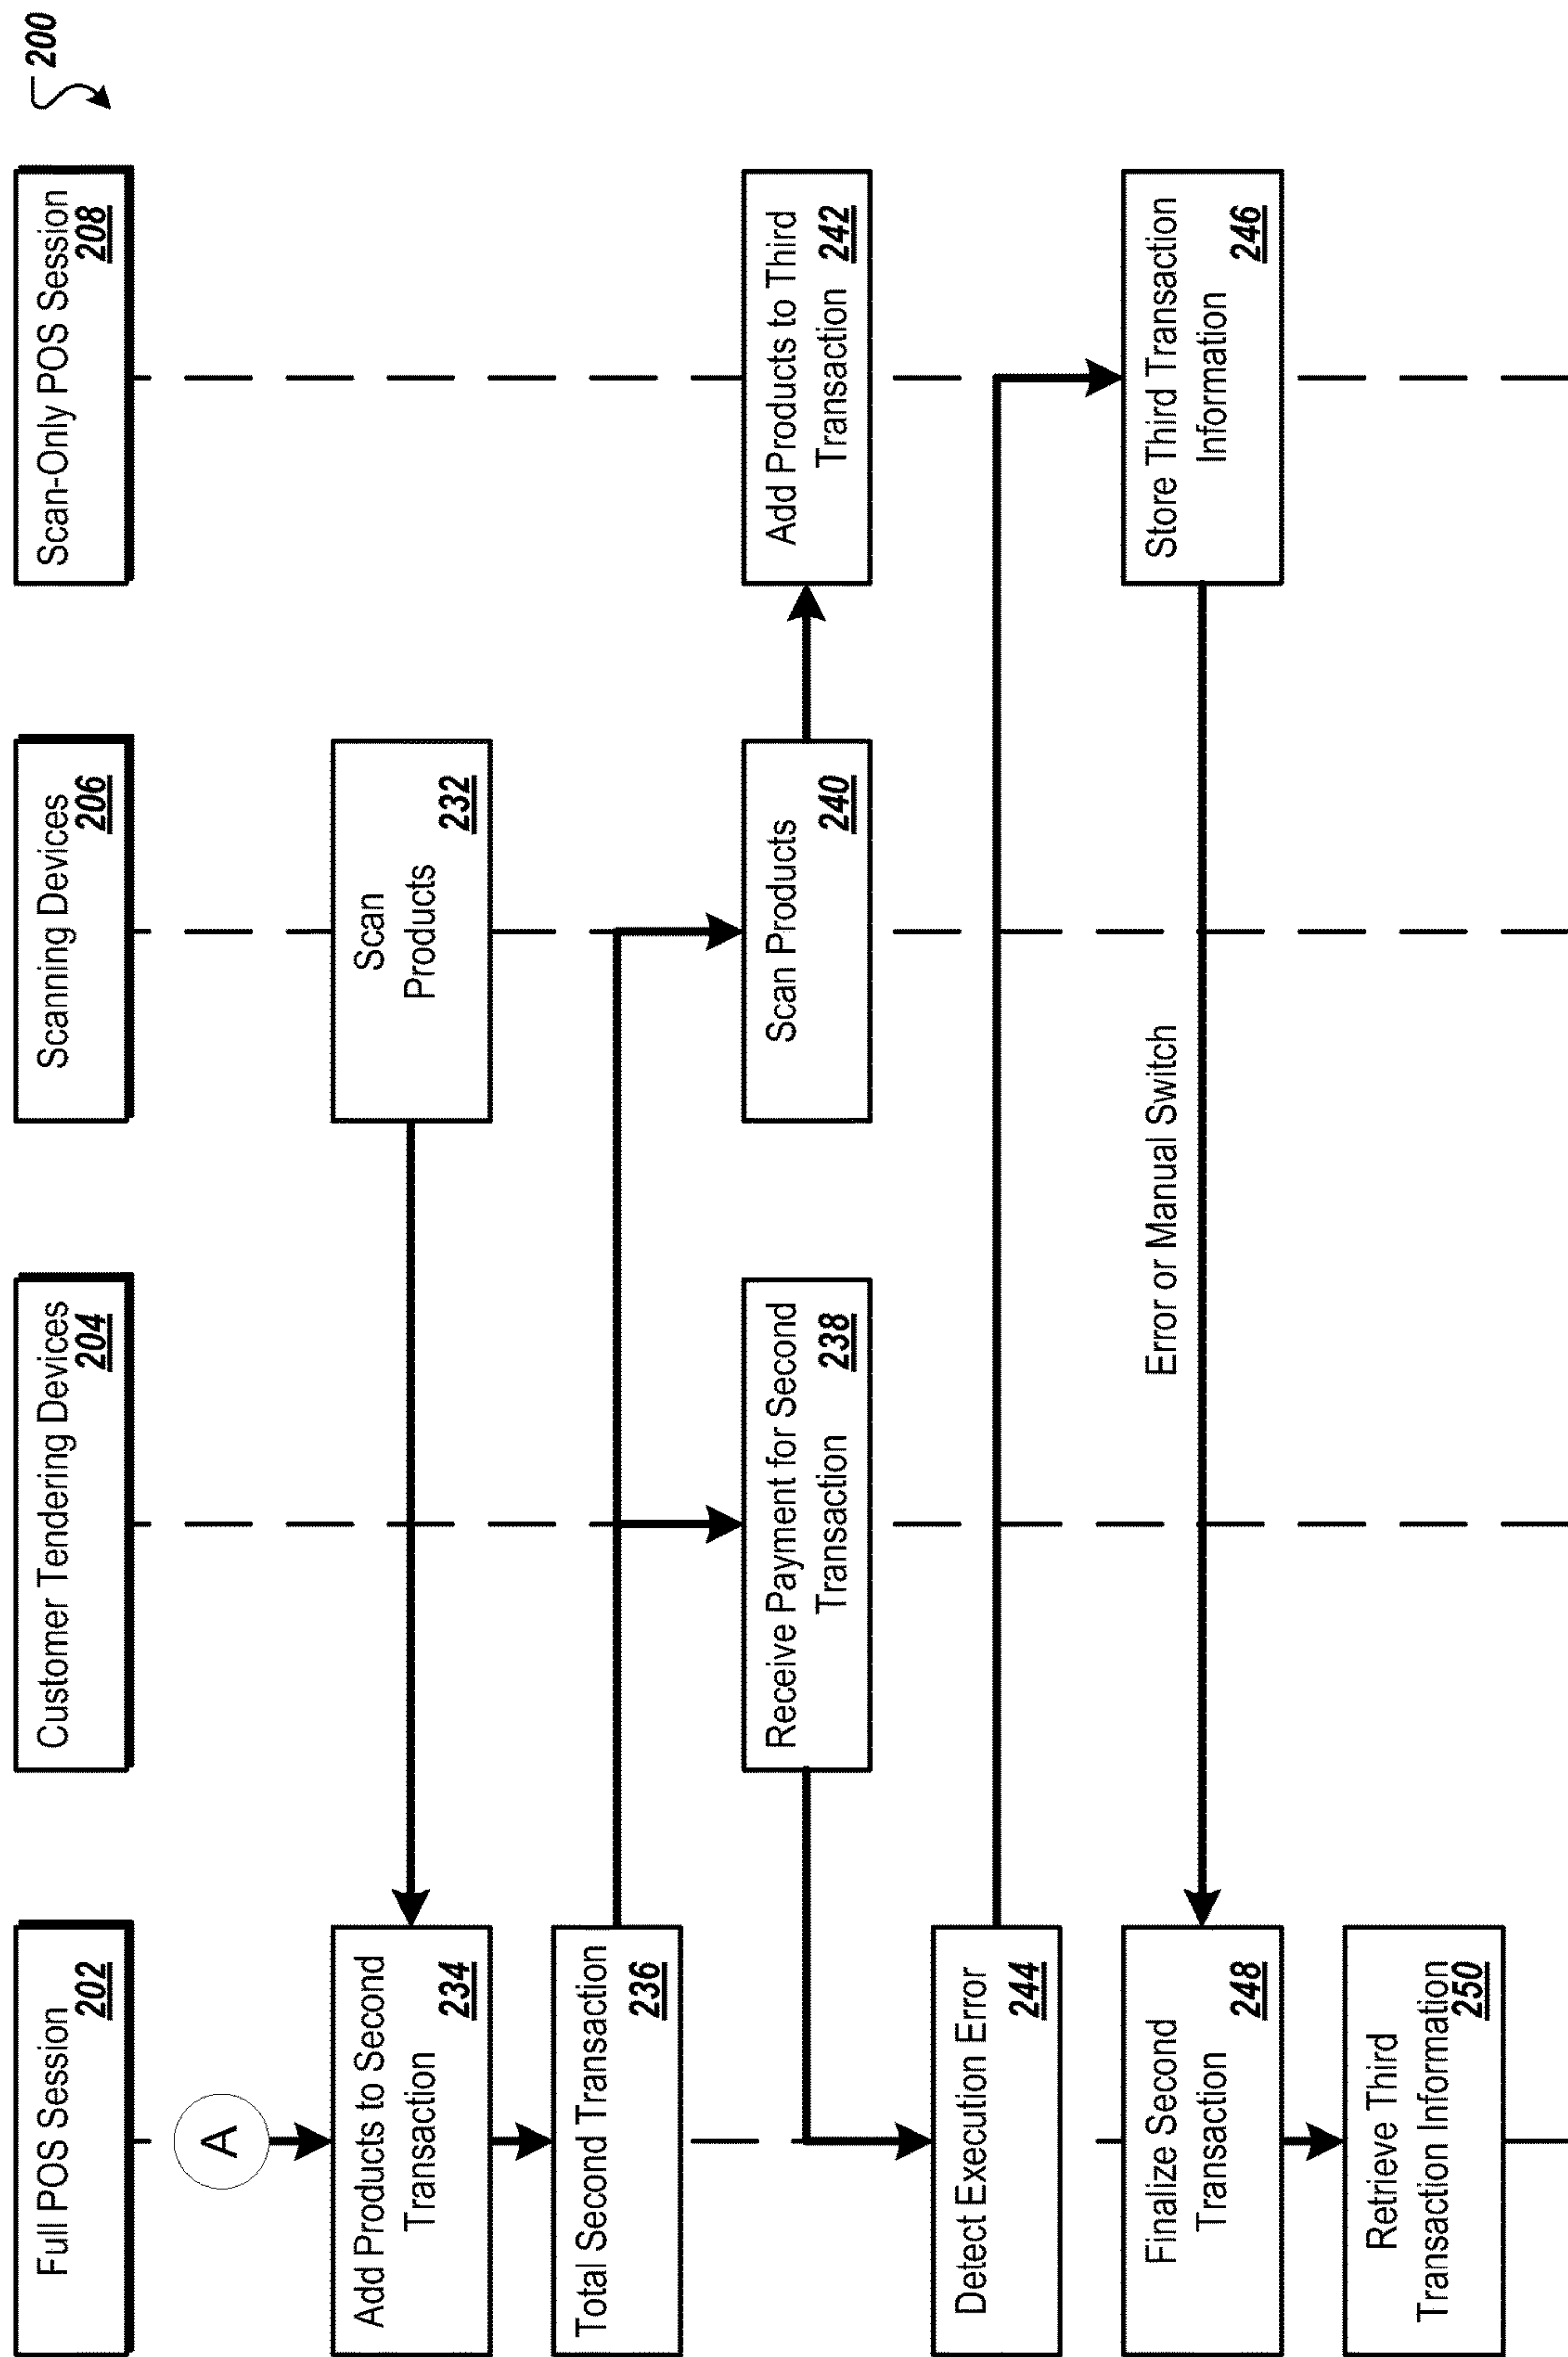 200
Full POS Session
202
Customer Tendering Devices
204
Scanning Devices
206
Scan-Only POS Session
208
A
Add Products to Second
Transaction
234
Scan
Products
232
Total Second Transaction
236
Receive Payment for Second
Transaction
238
Scan Products
240
Add Products to Third
Transaction
242
Detect Execution Error
244
Finalize Second
Transaction
248
Error or Manual Switch
Store Third Transaction
Information
246
Retrieve Third
Transaction Information
250